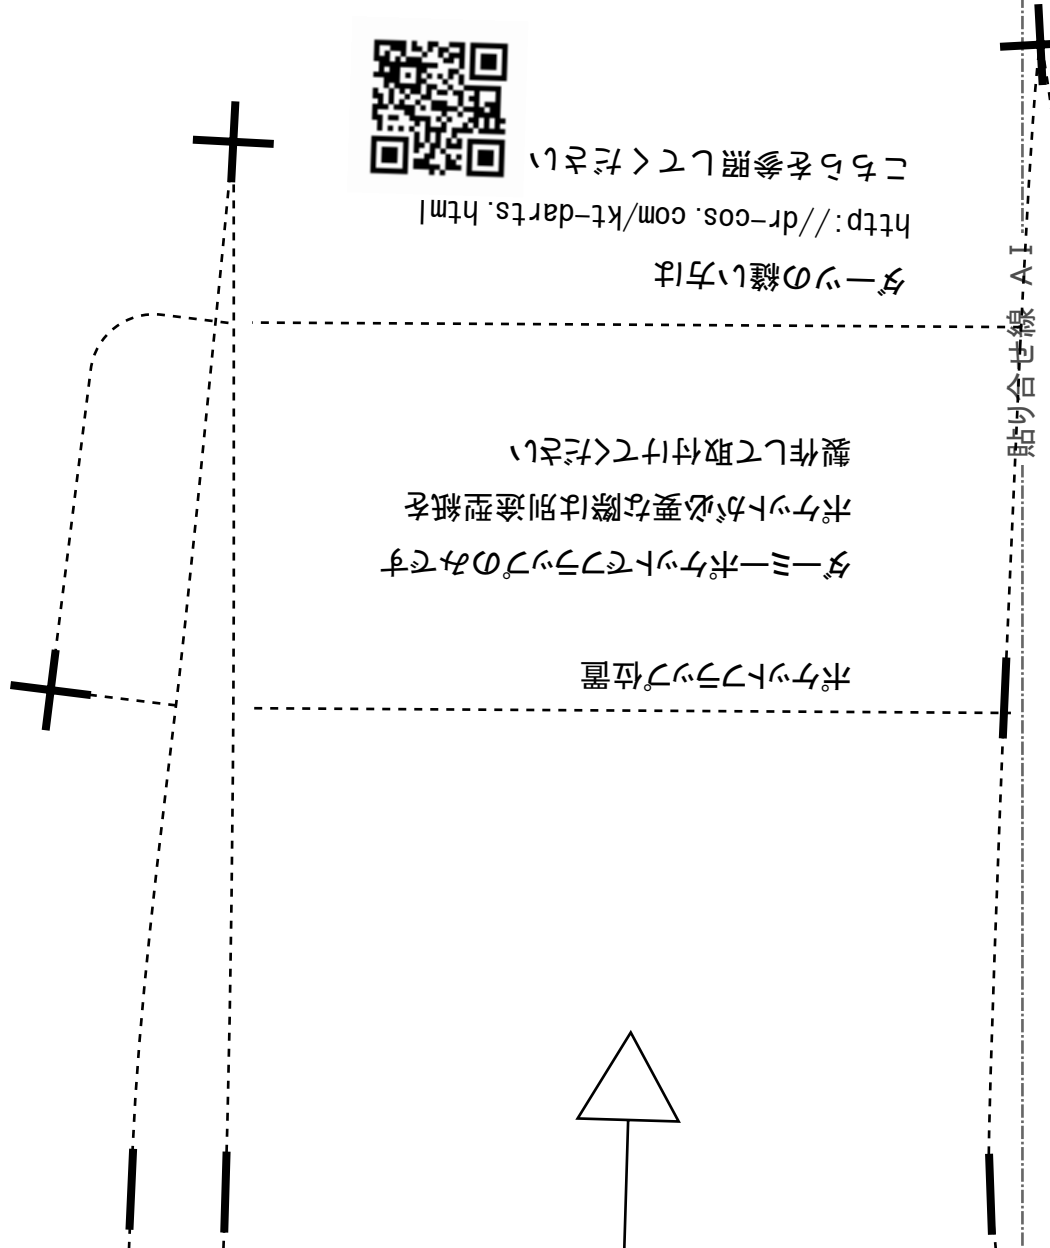 ポケットフラップ位置
ダーミーポケットでフラップのみです
ポケットが必要な際は別途型紙を
製作して取付けてください
ダーツの縫い方は
http://dr-cos.com/kt-darts.html
こちらを参照してください
貼り合せ線 AI